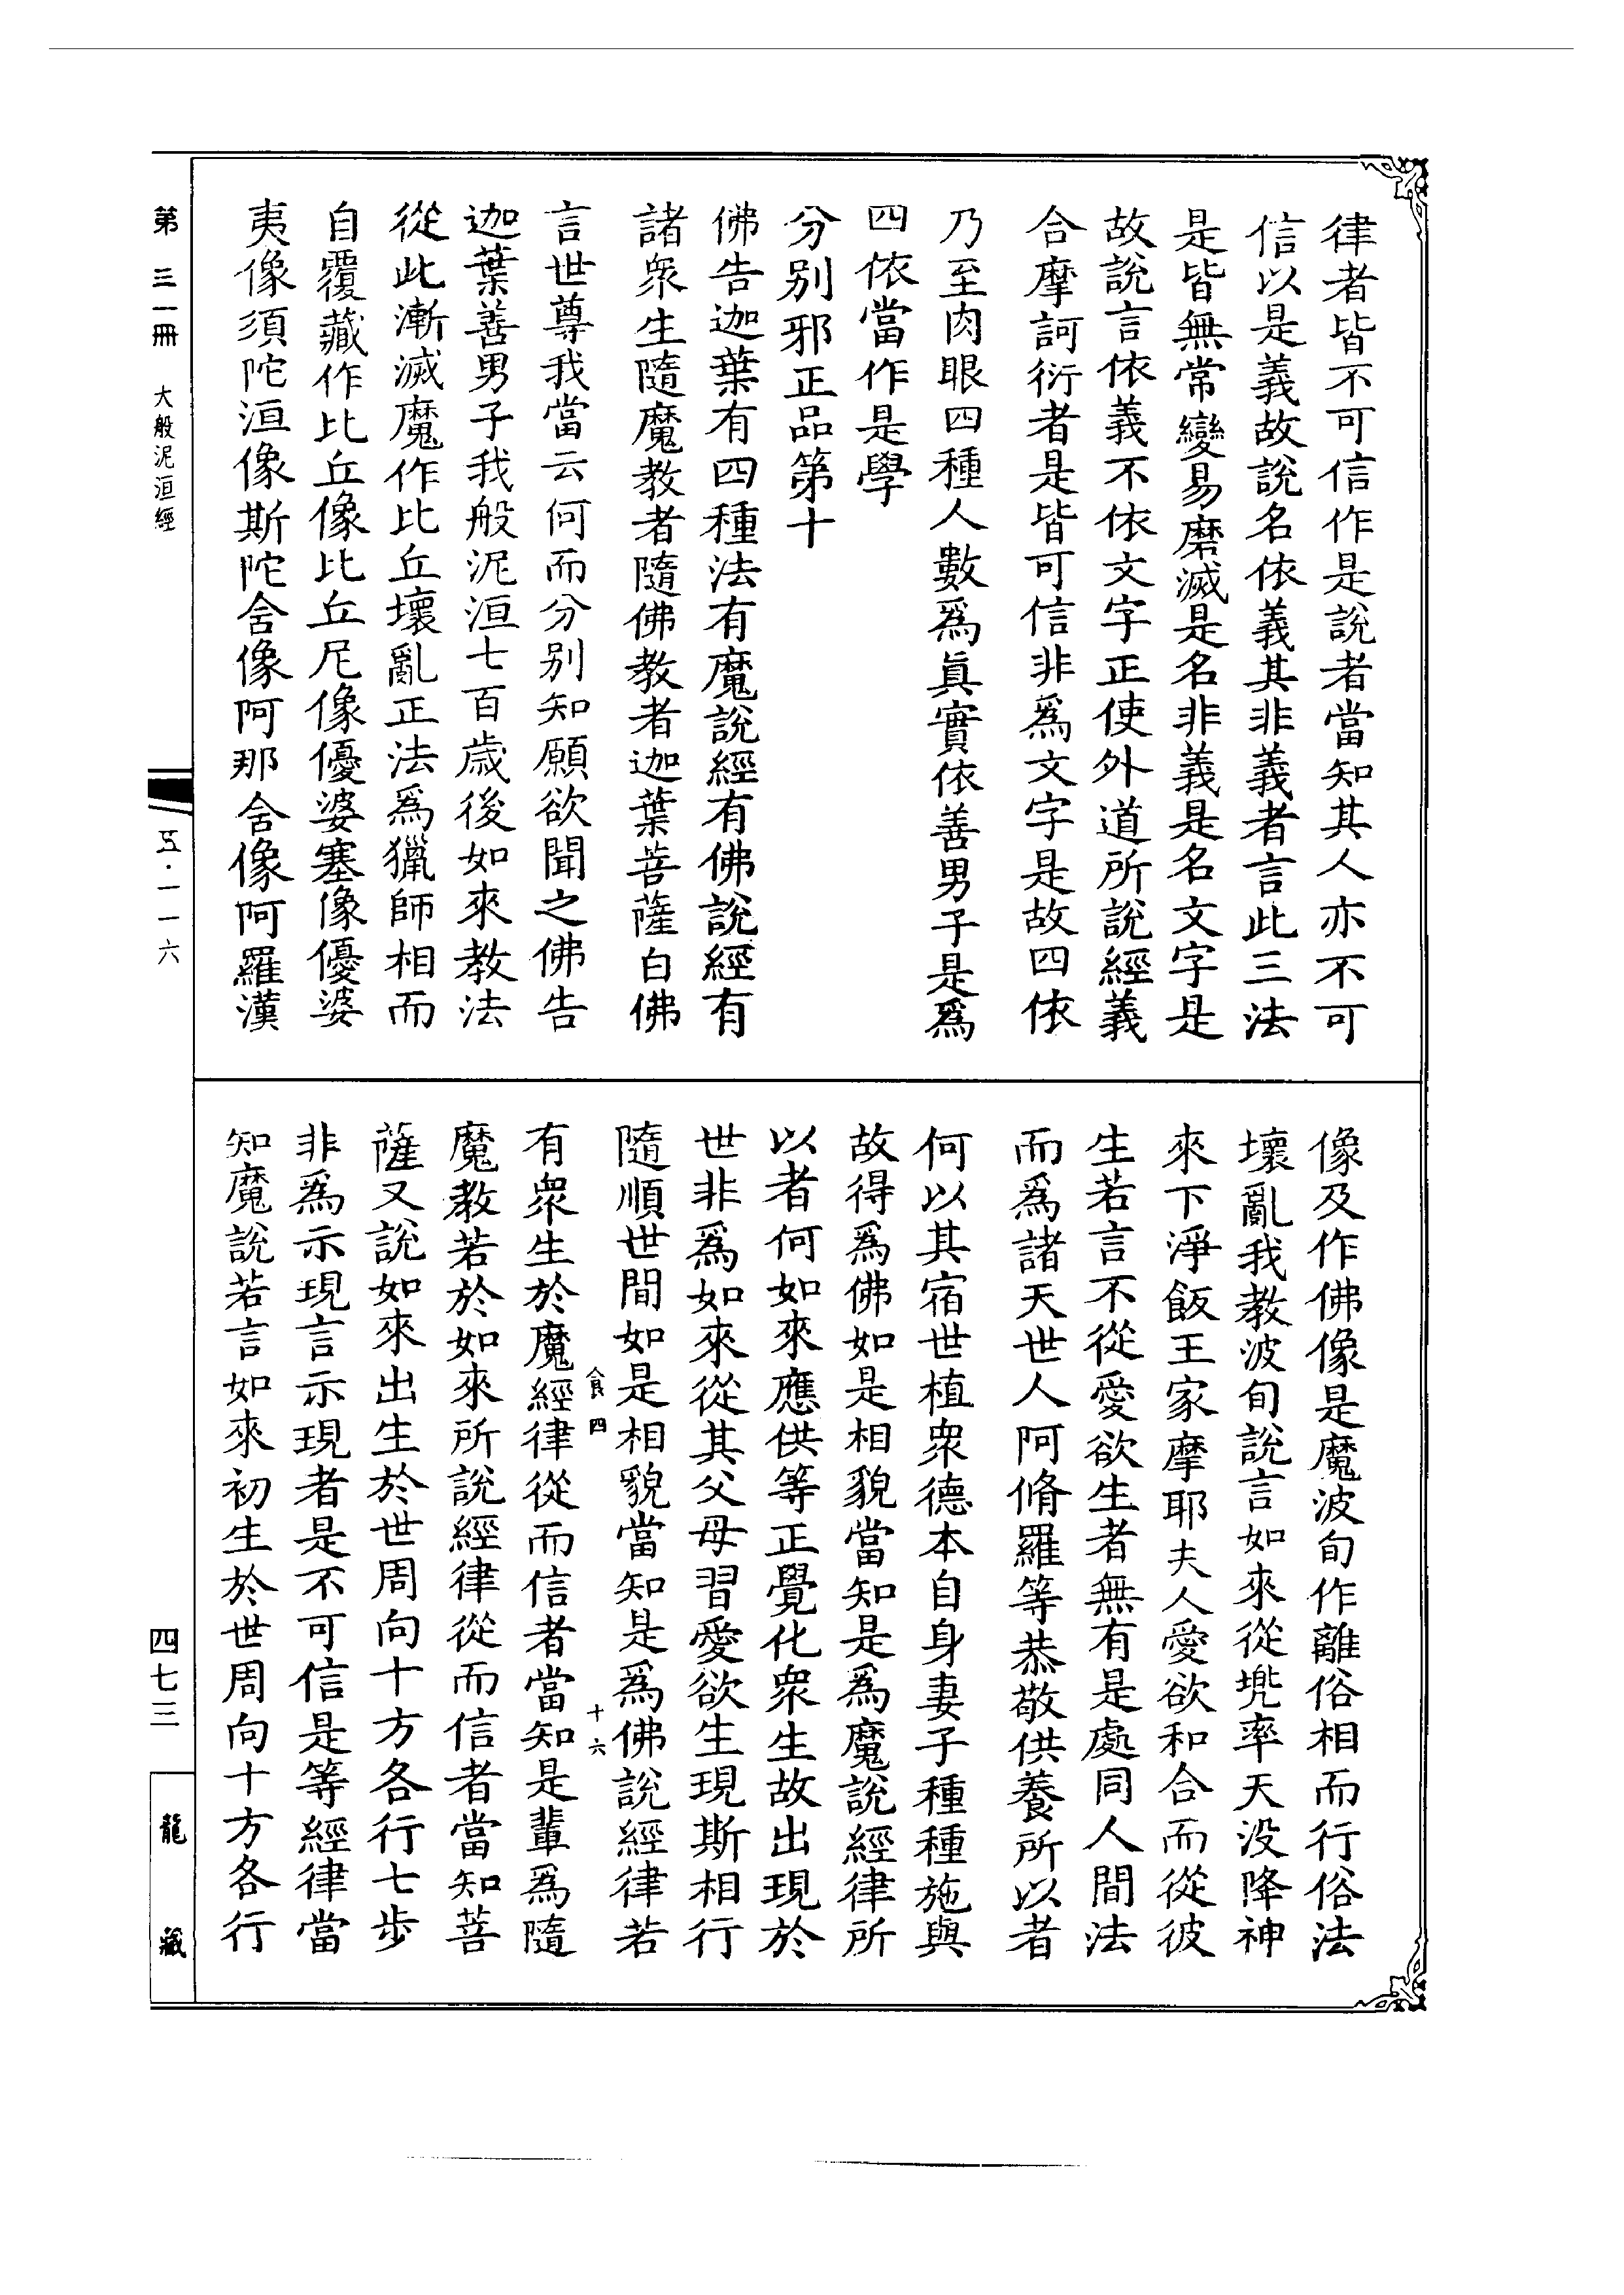 律者皆不可信作是說者當知其人亦不可
信以是義故說名依義其非義者言此三法
是皆無常變易磨滅是名非義是名文字是
故說言依義不依文字正使外道所說經義
合摩訶衍者是皆可信非爲文字是故四依
乃至肉眼四種人數爲眞實依善男子是爲
四依當作是學
分别邪正品第十
佛告迦葉有四種法有魔說經有佛說經有
諸衆生隨魔教者隨佛教者迦葉菩薩白佛
言世尊我當云何而分别知願欲聞之佛告
迦葉善男子我般泥洹七百歲後如來教法
從此漸滅魔作比丘壞亂正法爲獵師相而
自覆藏作比丘像比丘尼像優婆塞像優婆
夷像須陀洹像斯陀舍像阿那舍像阿羅漢
像及作佛像是魔波旬作離俗相而行俗法
壞亂我教波旬說言如來從兜率天没降神
來下淨飯王家摩耶夫人愛欲和合而從彼
生若言不從愛欲生者無有是處同人間法
而爲諸天世人阿脩羅等恭敬供養所以者
何以其宿世植衆德本自身妻子種種施與
故得爲佛如是相貌當知是爲魔說經律所
以者何如來應供等正覺化衆生故出現於
世非爲如來從其父母習愛欲生現斯相行
隨順世間如是相貌當知是爲佛說經律若
食四 十六
有衆生於魔經律從而信者當知是輩爲隨
魔教若於如來所說經律從而信者當知菩
薩又說如來出生於世周向十方各行七步
非爲示現言示現者是不可信是等經律當
知魔說若言如來初生於世周向十方各行
第三一冊 大般泥洹經
五·一一六
四七三
龍藏